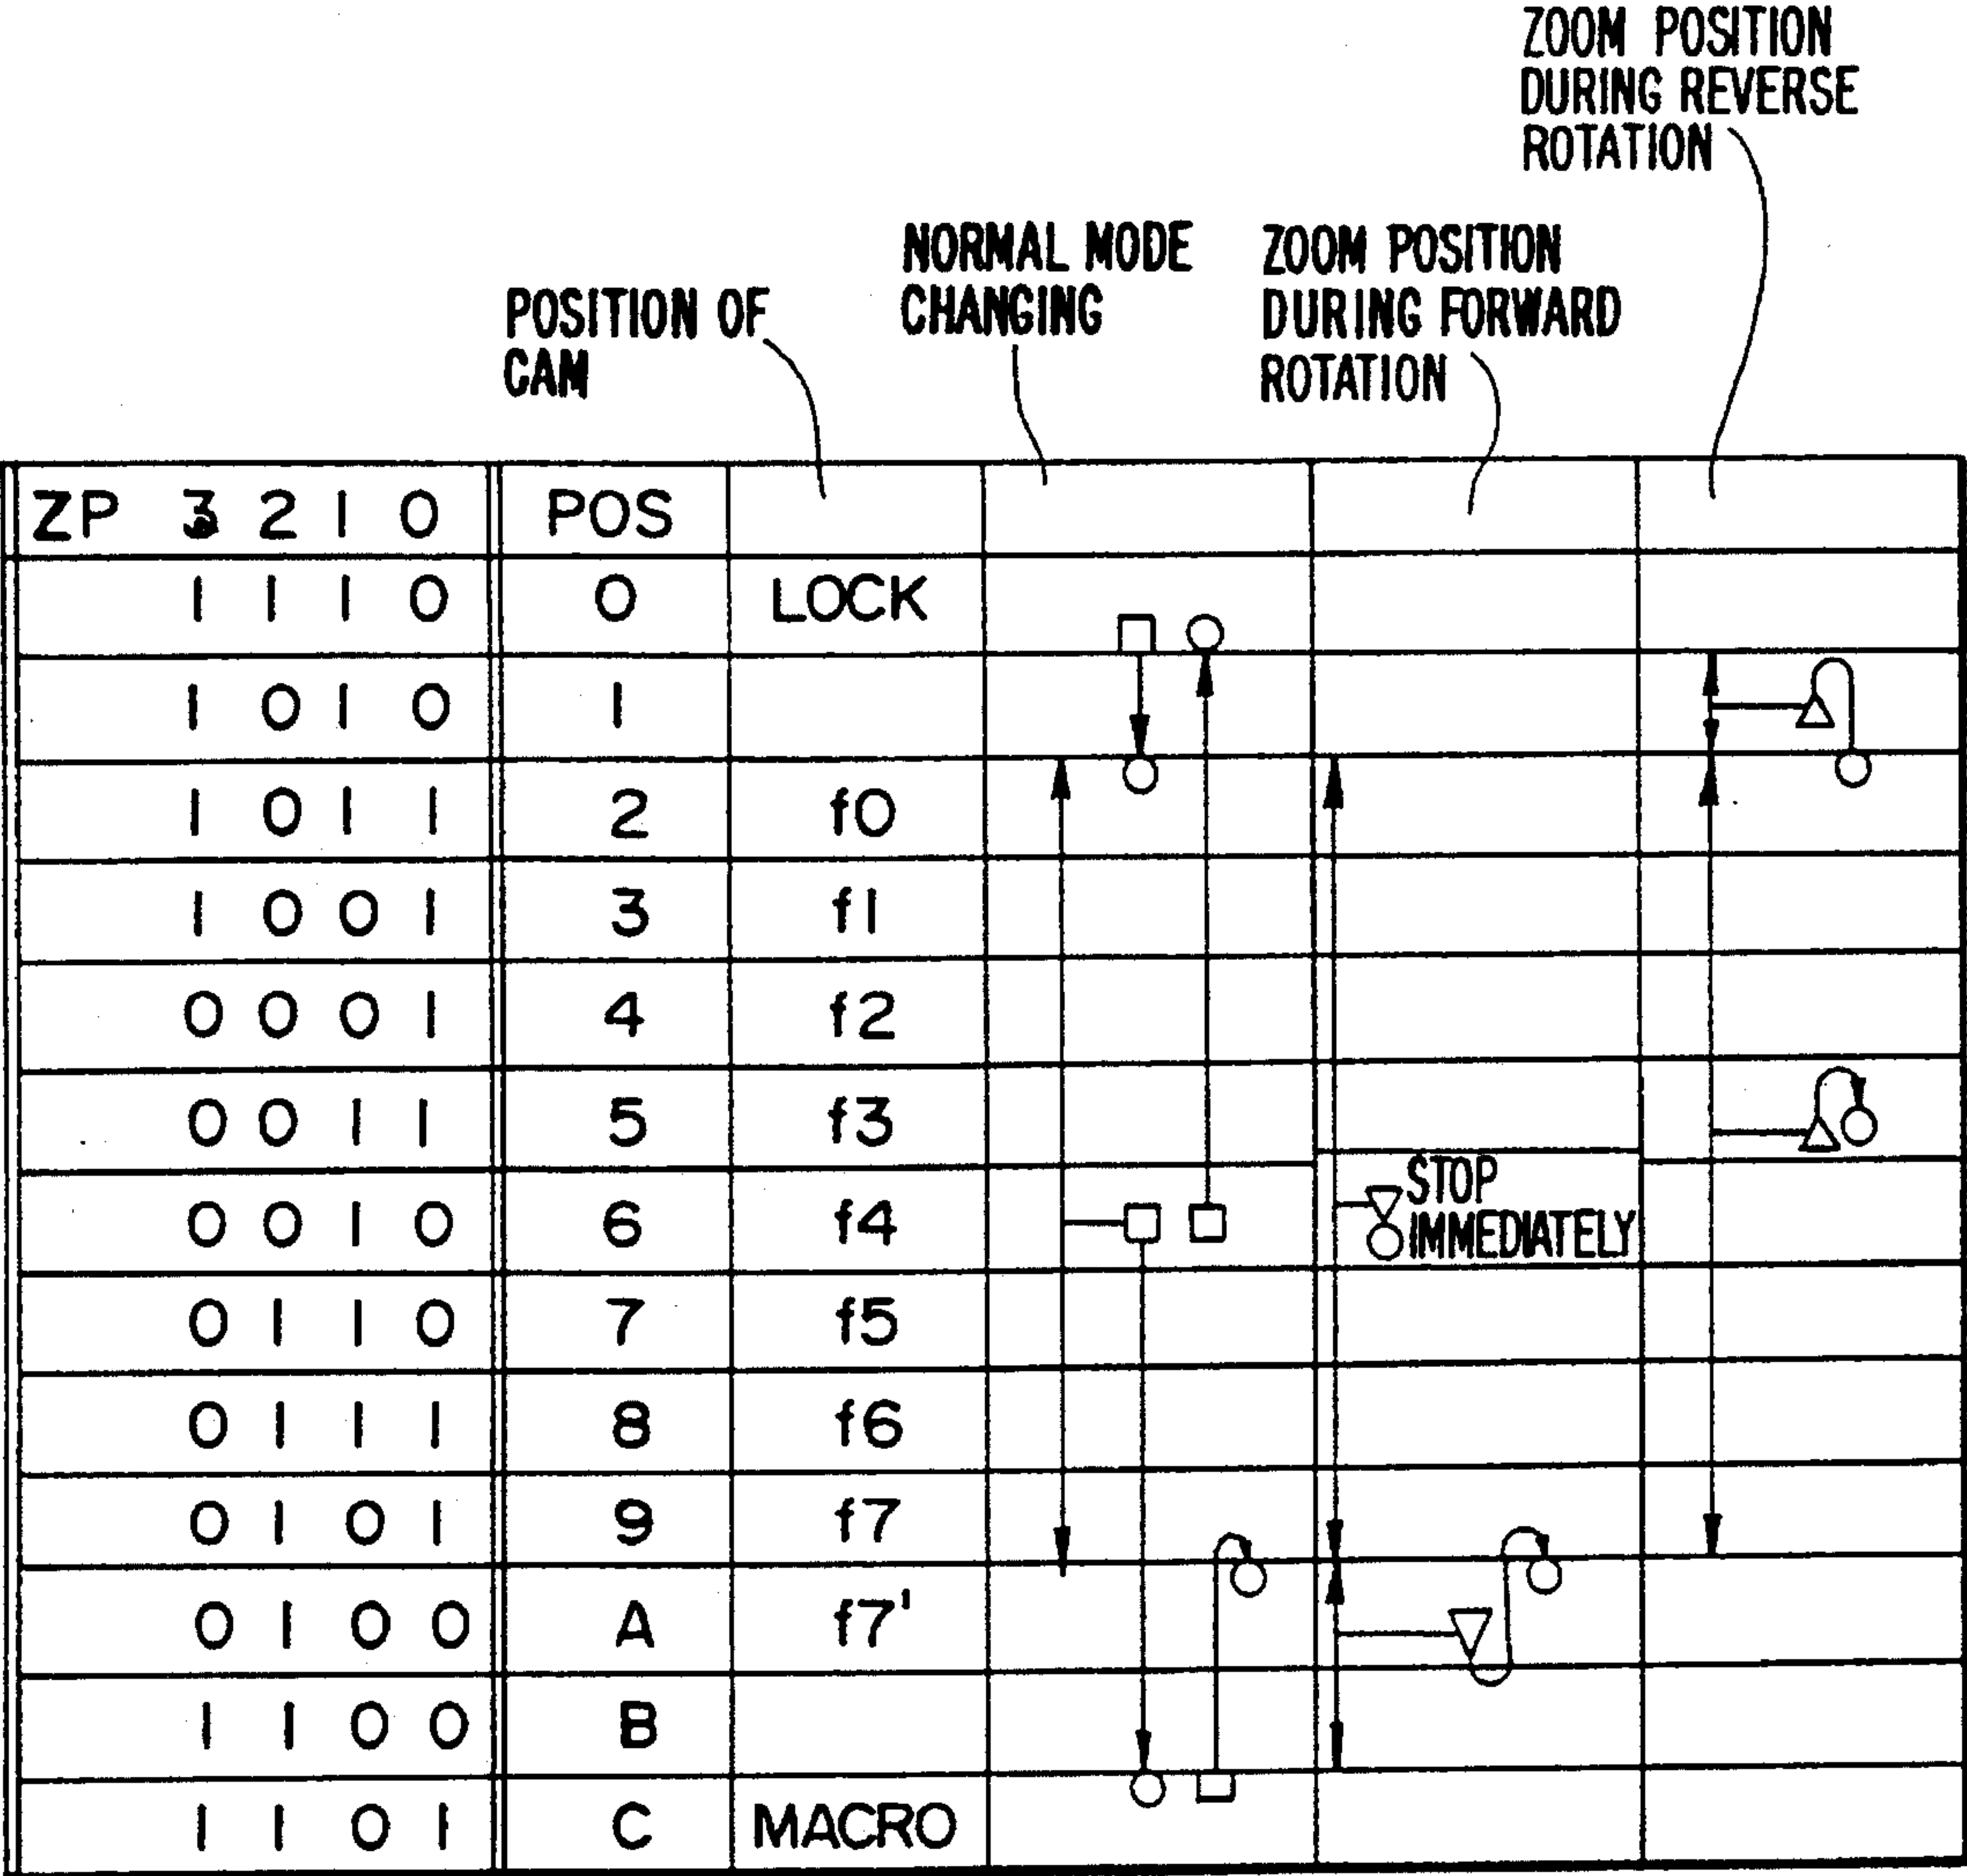 ZOOM POSITION
DURING REVERSE
ROTATION
NORMAL MODE
CHANGING
ZOOM POSITION
DURING FORWARD
ROTATION
POSITION OF
CAM
ZP 3 2 1 0 POS
1 1 1 0 0 LOCK
1 0 1 0 1
1 0 1 1 2 f0
1 0 0 1 3 f1
0 0 0 1 4 f2
0 0 1 1 5 f3
0 0 1 0 6 f4
STOP
IMMEDIATELY
0 1 1 0 7 f5
0 1 1 1 8 f6
0 1 0 1 9 f7
0 1 0 0 A f7'
1 1 0 0 B
1 1 0 1 C MACRO